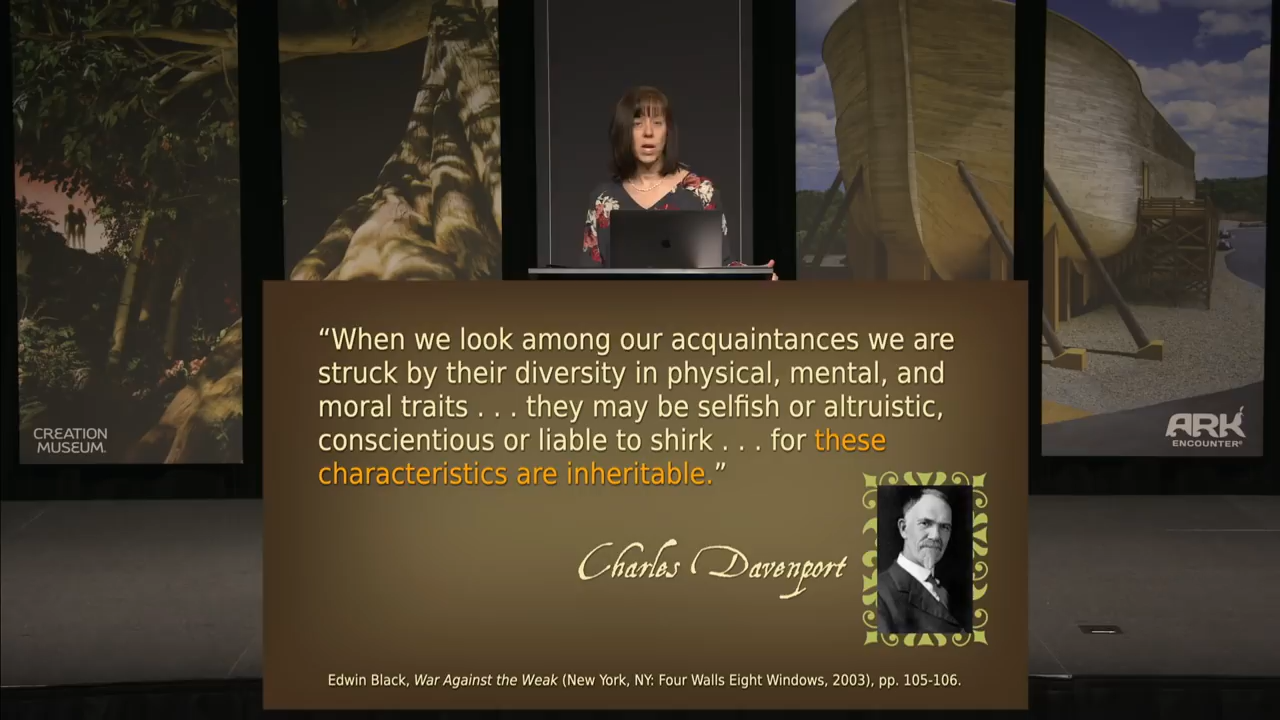 “When we look among our acquaintances we are
struck by their diversity in physical, mental, and
moral traits . . . they may be selfish or altruistic,
conscientious or liable to shirk . . . for these
characteristics are inheritable.”
Charles Davenport
Edwin Black, War Against the Weak (New York, NY: Four Walls Eight Windows, 2003), pp. 105-106.
CREATION
MUSEUM.
ARK
ENCOUNTER®